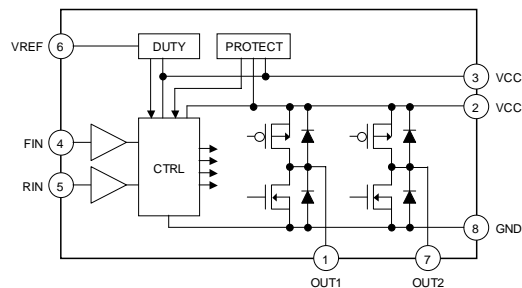 VREF 6 DUTY PROTECT
3 VCC
2 VCC
FIN 4
CTRL
RIN 5
8 GND
1 7
OUT1 OUT2